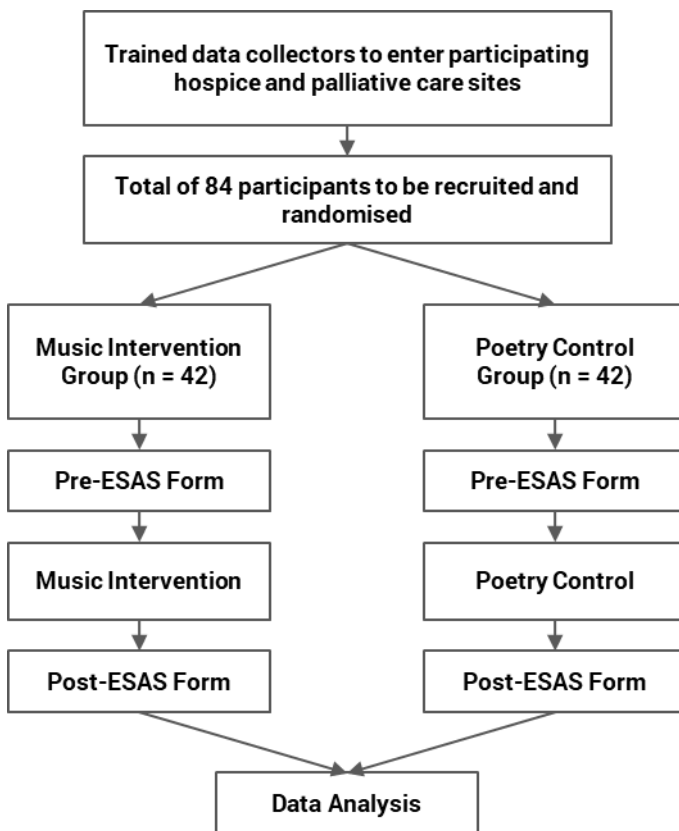 Trained data collectors to enter participating
hospice and palliative care sites
Total of 84 participants to be recruited and
randomised
Music Intervention
Group (n = 42)
Poetry Control
Group (n = 42)
Pre-ESAS Form
Pre-ESAS Form
Music Intervention
Poetry Control
Post-ESAS Form
Post-ESAS Form
Data Analysis